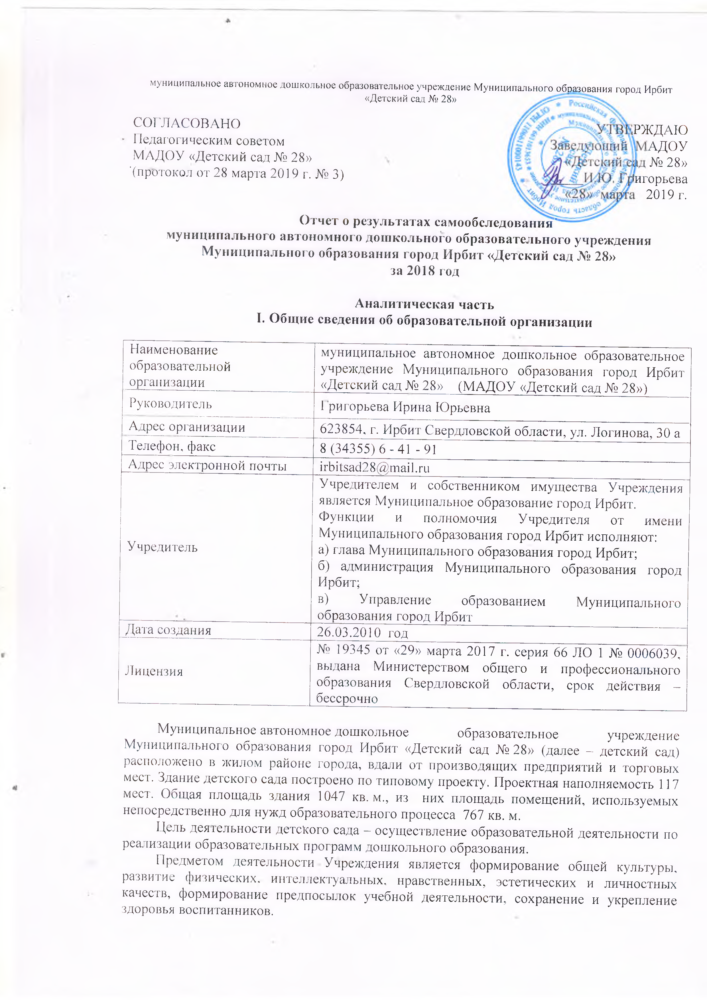 муниципальное автономное дошкольное образовательное учреждение Муниципального образования город Ирбит
«Детский сад № 28»
СОГЛАСОВАНО
Педагогическим советом
МАДОУ «Детский сад № 28»
(протокол от 28 марта 2019 г. № 3)
УТВЕРЖДАЮ
Заведующий МАДОУ
«Детский сад № 28»
И.Ю. Григорьева
«28» марта 2019 г.
Отчет о результатах самообследования
муниципального автономного дошкольного образовательного учреждения
Муниципального образования город Ирбит «Детский сад № 28»
за 2018 год
Аналитическая часть
I. Общие сведения об образовательной организации
Наименование
образовательной
организации
муниципальное автономное дошкольное образовательное
учреждение Муниципального образования город Ирбит
«Детский сад № 28» (МАДОУ «Детский сад № 28»)
Руководитель
Григорьева Ирина Юрьевна
Адрес организации
623854, г. Ирбит Свердловской области, ул. Логинова, 30 а
Телефон, факс
8 (34355) 6 - 41 - 91
Адрес электронной почты
irbitsad28@mail.ru
Учредитель
Учредителем и собственником имущества Учреждения
является Муниципальное образование город Ирбит.
Функции и полномочия Учредителя от имени
Муниципального образования город Ирбит исполняют:
а) глава Муниципального образования город Ирбит;
б) администрация Муниципального образования город
Ирбит;
в) Управление образованием Муниципального
образования город Ирбит
Дата создания
26.03.2010 год
Лицензия
№ 19345 от «29» марта 2017 г. серия 66 ЛО 1 № 0006039,
выдана Министерством общего и профессионального
образования Свердловской области, срок действия –
бессрочно
Муниципальное автономное дошкольное образовательное учреждение
Муниципального образования город Ирбит «Детский сад № 28» (далее – детский сад)
расположено в жилом районе города, вдали от производящих предприятий и торговых
мест. Здание детского сада построено по типовому проекту. Проектная наполняемость 117
мест. Общая площадь здания 1047 кв. м., из них площадь помещений, используемых
непосредственно для нужд образовательного процесса 767 кв. м.
Цель деятельности детского сада – осуществление образовательной деятельности по
реализации образовательных программ дошкольного образования.
Предметом деятельности Учреждения является формирование общей культуры,
развитие физических, интеллектуальных, нравственных, эстетических и личностных
качеств, формирование предпосылок учебной деятельности, сохранение и укрепление
здоровья воспитанников.